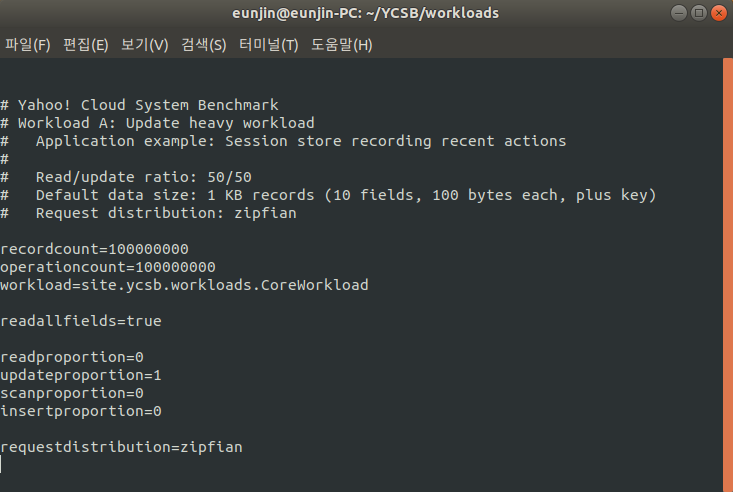 eunjin@eunjin-PC: ~/YCSB/workloads
파일(F) 편집(E) 보기(V) 검색(S) 터미널(T) 도움말(H)
# Yahoo! Cloud System Benchmark
# Workload A: Update heavy workload
#   Application example: Session store recording recent actions
#
#   Read/update ratio: 50/50
#   Default data size: 1 KB records (10 fields, 100 bytes each, plus key)
#   Request distribution: zipfian
recordcount=100000000
operationcount=100000000
workload=site.ycsb.workloads.CoreWorkload
readallfields=true
readproportion=0
updateproportion=1
scanproportion=0
insertproportion=0
requestdistribution=zipfian